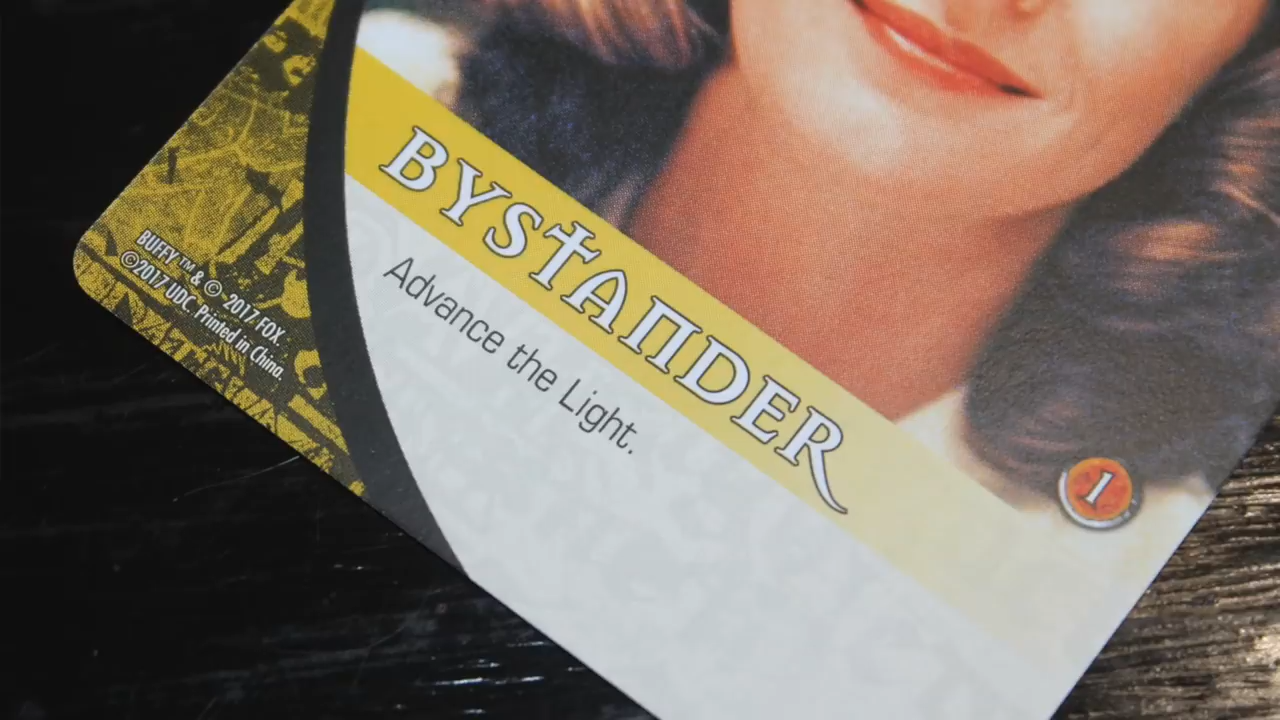 BYSTANDER
Advance the Light.
1
BUFFY ™ & © 2017 FOX.
©2017 UDC. Printed in China.